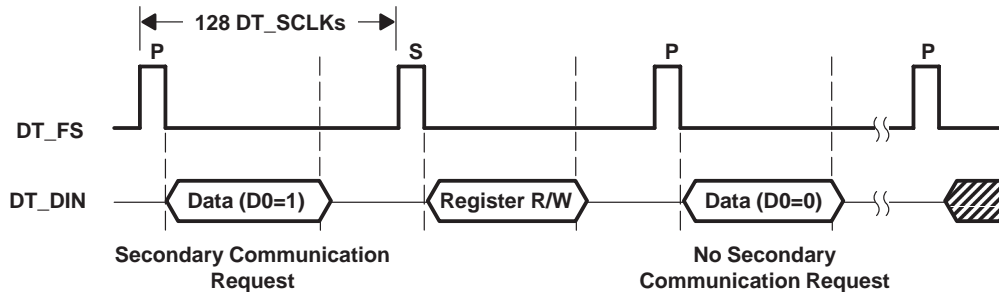 128 DT_SCLKs
P S P P
DT_FS
DT_DIN
Data (D0=1) Register R/W Data (D0=0)
Secondary Communication
Request
No Secondary
Communication Request